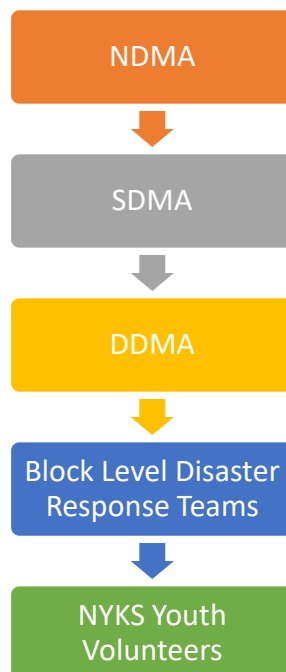 NDMA
SDMA
DDMA
Block Level Disaster
Response Teams
NYKS Youth
Volunteers